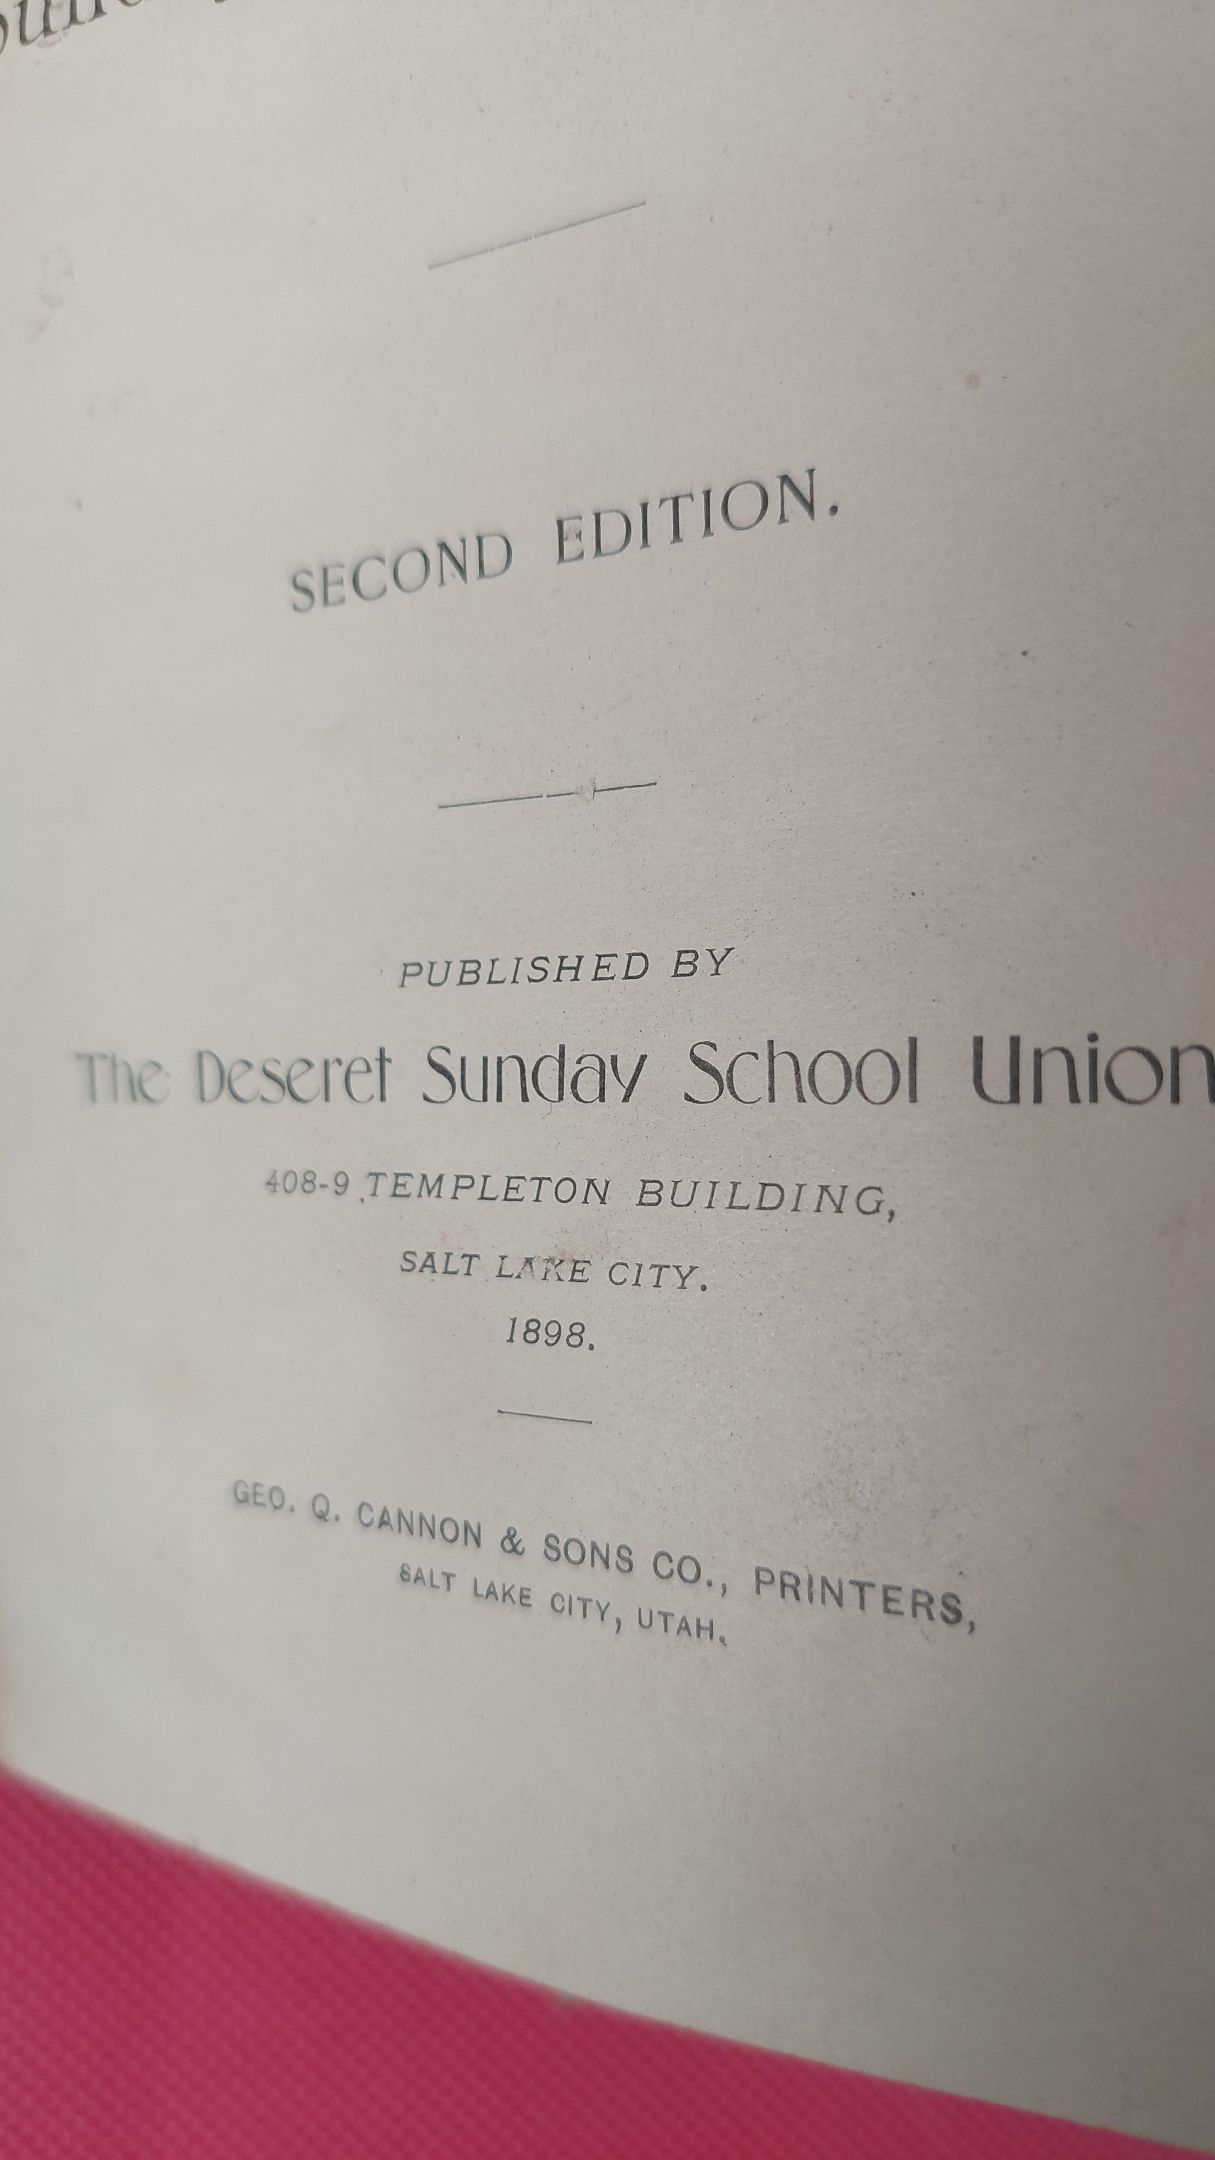 SECOND EDITION.
PUBLISHED BY
The Deseret Sunday School Union
408-9 TEMPLETON BUILDING,
SALT LAKE CITY.
1898.
GEO. Q. CANNON & SONS CO., PRINTERS,
SALT LAKE CITY, UTAH.